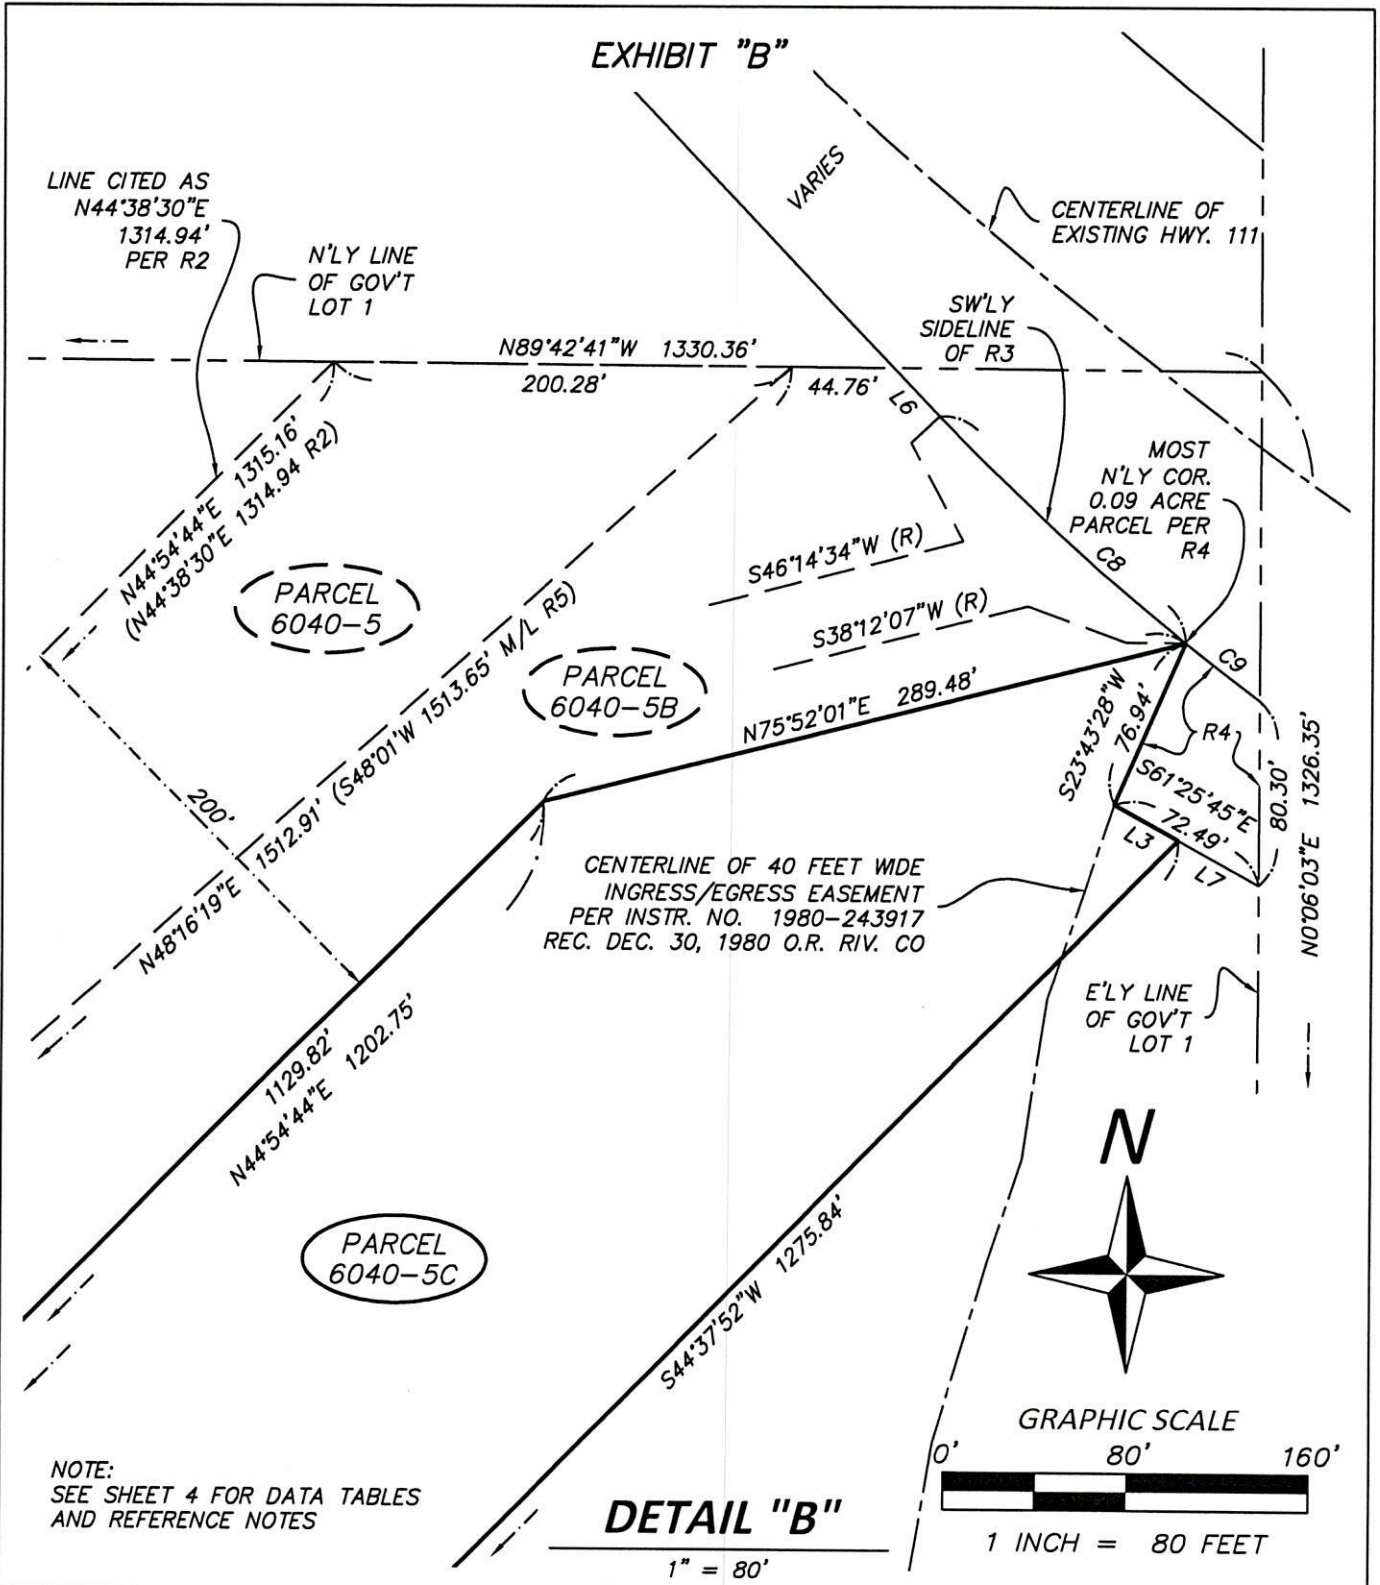 EXHIBIT "B"
VARIES
LINE CITED AS
N44°38'30"E
1314.94'
PER R2
N'LY LINE
OF GOV'T
LOT 1
CENTERLINE OF
EXISTING HWY. 111
SW'LY
SIDELINE
OF R3
N89°42'41"W 1330.36'
200.28'
44.76'
L6
MOST
N'LY COR.
0.09 ACRE
PARCEL PER
R4
N44°54'44"E 1315.16'
(N44°38'30"E 1314.94 R2)
C8
S46°14'34"W (R)
S38°12'07"W (R)
PARCEL
6040-5
PARCEL
6040-5B
N75°52'01"E 289.48'
C9
S23°43'28"W
76.94'
R4
S61°25'45"E
72.49'
80.30'
N0°06'03"E 1326.35'
L3
L7
200'
N48°16'19"E 1512.91' (S48°01'W 1513.65' M/L R5)
CENTERLINE OF 40 FEET WIDE
INGRESS/EGRESS EASEMENT
PER INSTR. NO. 1980-243917
REC. DEC. 30, 1980 O.R. RIV. CO
E'LY LINE
OF GOV'T
LOT 1
1129.82'
N44°54'44"E 1202.75'
N
PARCEL
6040-5C
S44°37'52"W 1275.84'
GRAPHIC SCALE
0' 80' 160'
1 INCH = 80 FEET
NOTE:
SEE SHEET 4 FOR DATA TABLES
AND REFERENCE NOTES
DETAIL "B"
1" = 80'